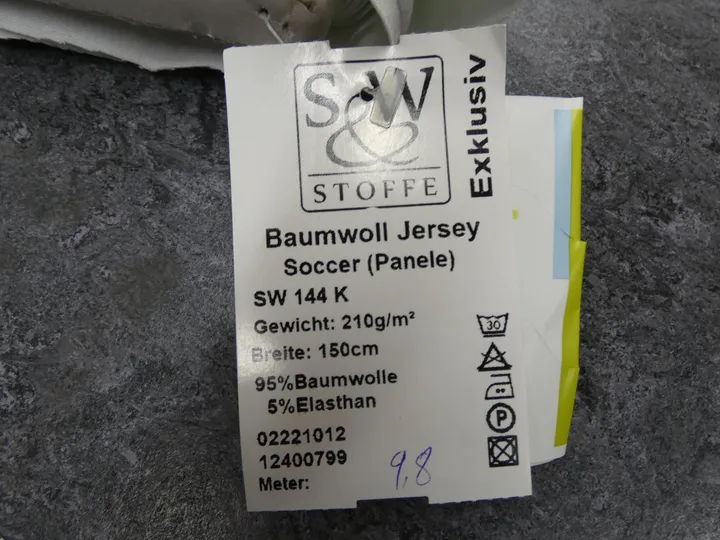 S&W
STOFFE
Exklusiv
Baumwoll Jersey
Soccer (Panele)
SW 144 K
Gewicht: 210g/m²
Breite: 150cm
95%Baumwolle
5%Elasthan
02221012
12400799
Meter: 9,8
30
P